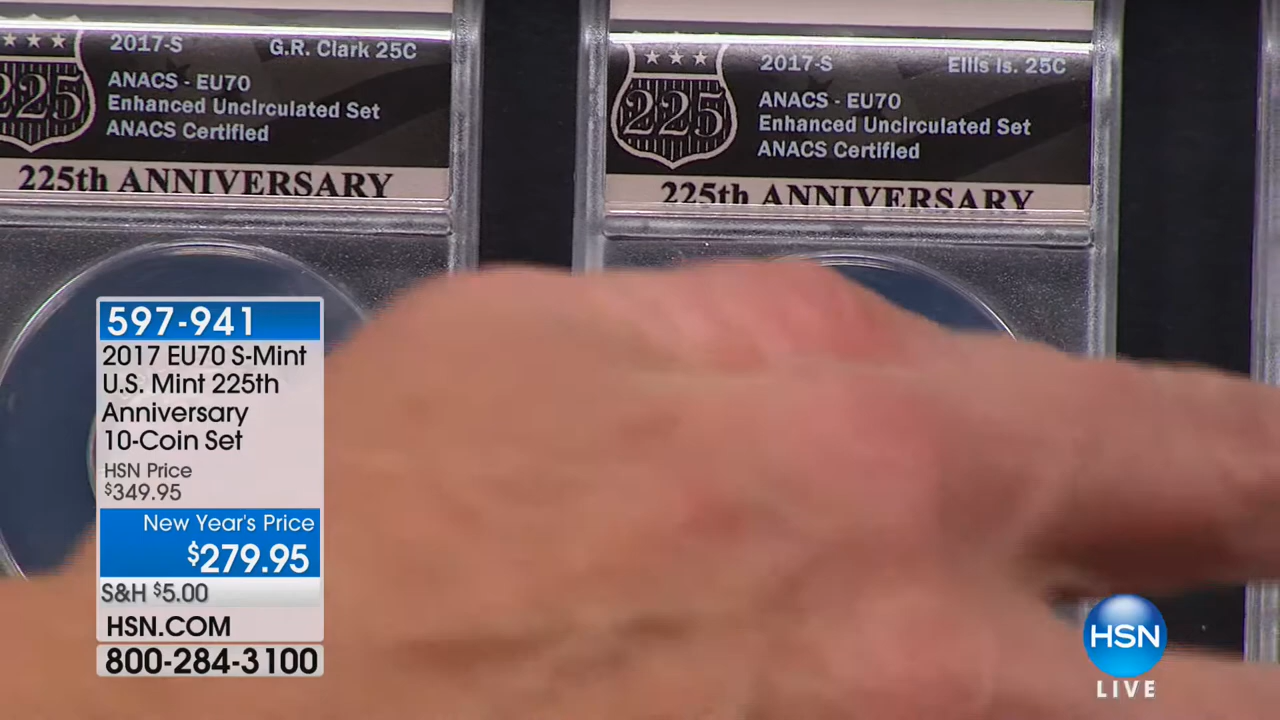 2017-S G.R. Clark 25C
225
ANACS - EU70
Enhanced Uncirculated Set
ANACS Certified
225th ANNIVERSARY
2017-S Ellis Is. 25C
225
ANACS - EU70
Enhanced Uncirculated Set
ANACS Certified
225th ANNIVERSARY
597-941
2017 EU70 S-Mint
U.S. Mint 225th
Anniversary
10-Coin Set
HSN Price
$349.95
New Year's Price
$279.95
S&H $5.00
HSN.COM
800-284-3100
HSN
LIVE